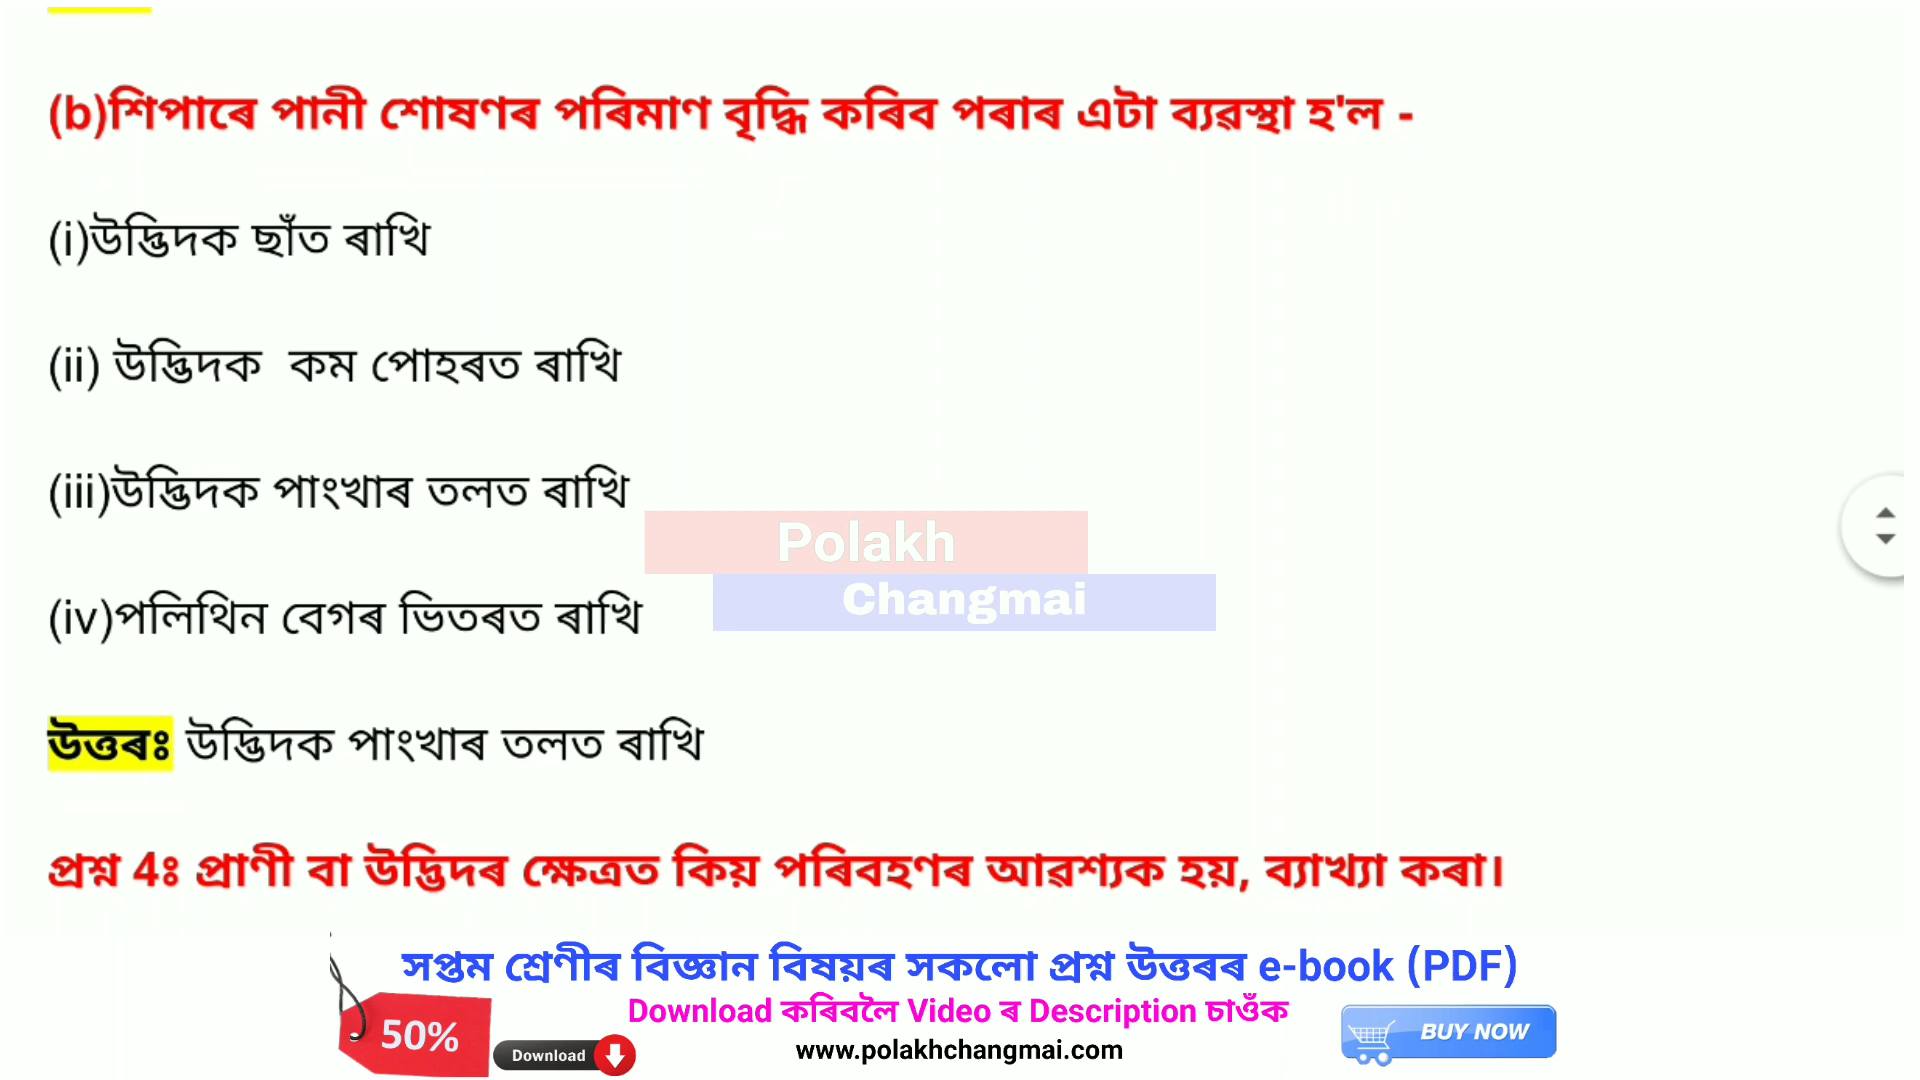 (b)শিপাৰে পানী শোষণৰ পৰিমাণ বৃদ্ধি কৰিব পৰাৰ এটা ব্যৱস্থা হ'ল -
(i)উদ্ভিদক ছাঁত ৰাখি
(ii) উদ্ভিদক কম পোহৰত ৰাখি
(iii)উদ্ভিদক পাংখাৰ তলত ৰাখি
Polakh
Changmai
(iv)পলিথিন বেগৰ ভিতৰত ৰাখি
উত্তৰঃ উদ্ভিদক পাংখাৰ তলত ৰাখি
প্ৰশ্ন 4ঃ প্ৰাণী বা উদ্ভিদৰ ক্ষেত্ৰত কিয় পৰিবহণৰ আৱশ্যক হয়, ব্যাখ্যা কৰা।
সপ্তম শ্ৰেণীৰ বিজ্ঞান বিষয়ৰ সকলো প্ৰশ্ন উত্তৰৰ e-book (PDF)
Download কৰিবলৈ Video ৰ Description চাওঁক
50%
Download
www.polakhchangmai.com
BUY NOW